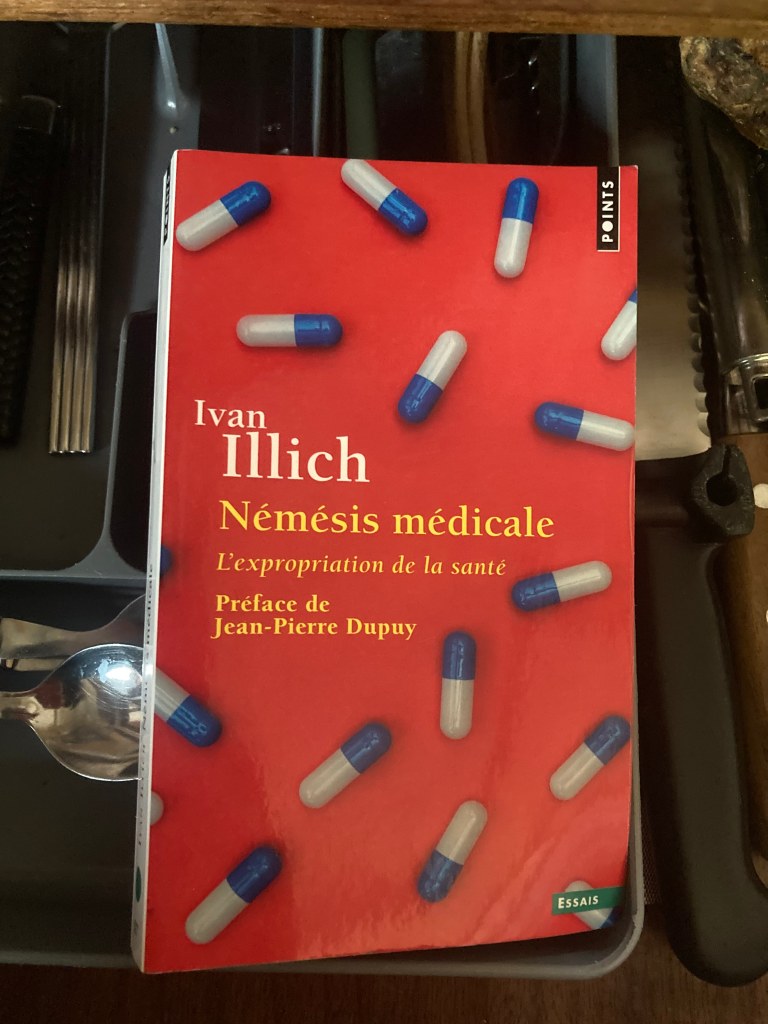 POINTS
Ivan
Illich
Némésis médicale
L'expropriation de la santé
Préface de
Jean-Pierre Dupuy
ESSAIS